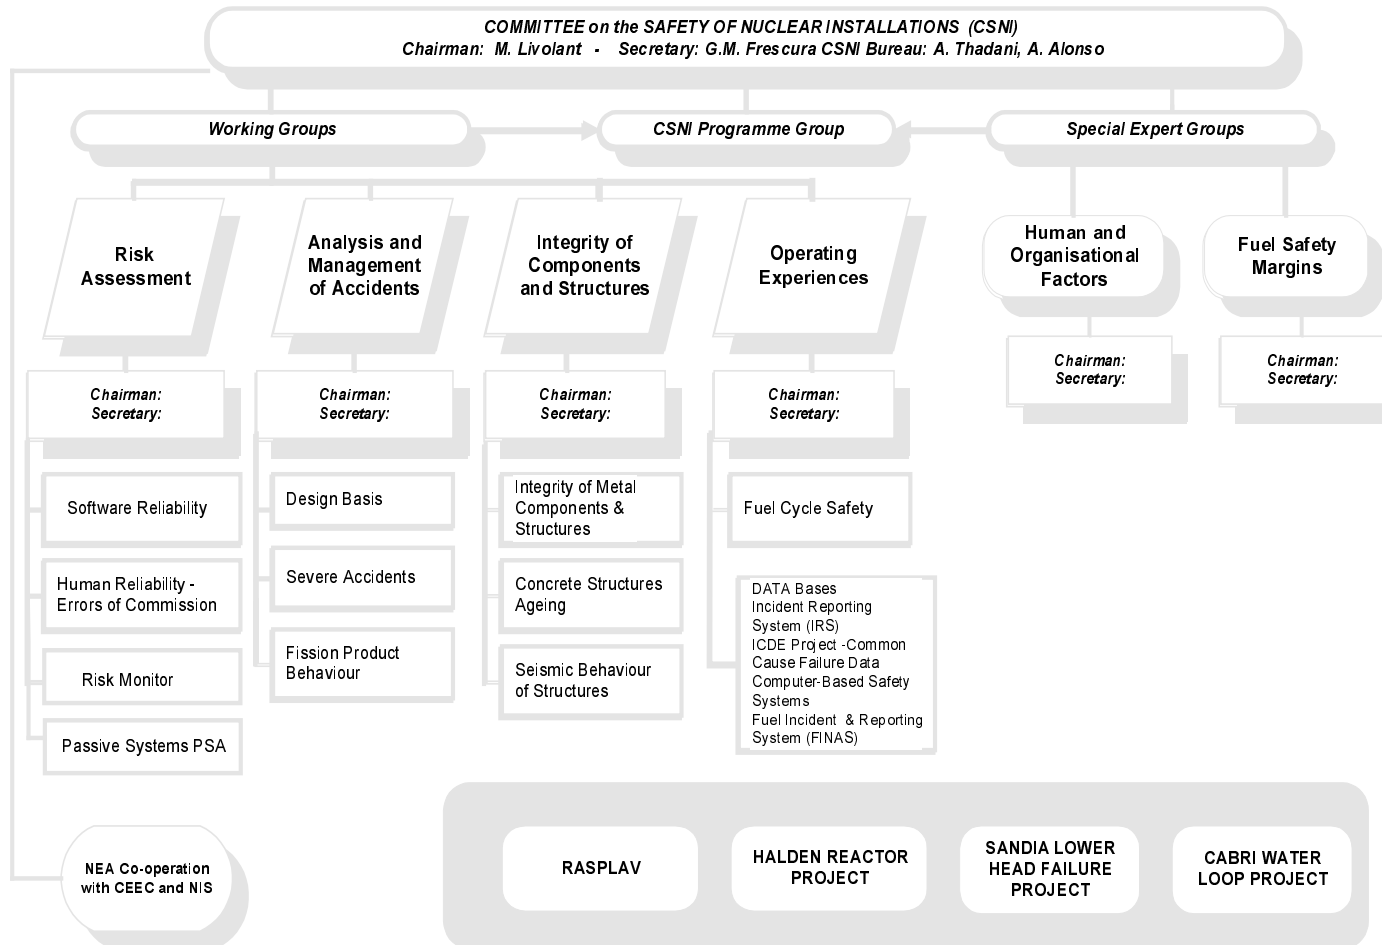 COMMITTEE on the SAFETY OF NUCLEAR INSTALLATIONS (CSNI)
Chairman: M. Livolant - Secretary: G.M. Frescura CSNI Bureau: A. Thadani, A. Alonso
Working Groups
CSNI Programme Group
Special Expert Groups
Risk
Assessment
Analysis and
Management
of Accidents
Integrity of
Components
and Structures
Operating
Experiences
Human and
Organisational
Factors
Fuel Safety
Margins
Chairman:
Secretary:
Chairman:
Secretary:
Chairman:
Secretary:
Chairman:
Secretary:
Chairman:
Secretary:
Chairman:
Secretary:
Software Reliability
Human Reliability -
Errors of Commission
Risk Monitor
Passive Systems PSA
Design Basis
Severe Accidents
Fission Product
Behaviour
Integrity of Metal
Components &
Structures
Concrete Structures
Ageing
Seismic Behaviour
of Structures
Fuel Cycle Safety
DATA Bases
Incident Reporting
System (IRS)
ICDE Project -Common
Cause Failure Data
Computer-Based Safety
Systems
Fuel Incident & Reporting
System (FINAS)
NEA Co-operation
with CEEC and NIS
RASPLAV
HALDEN REACTOR
PROJECT
SANDIA LOWER
HEAD FAILURE
PROJECT
CABRI WATER
LOOP PROJECT